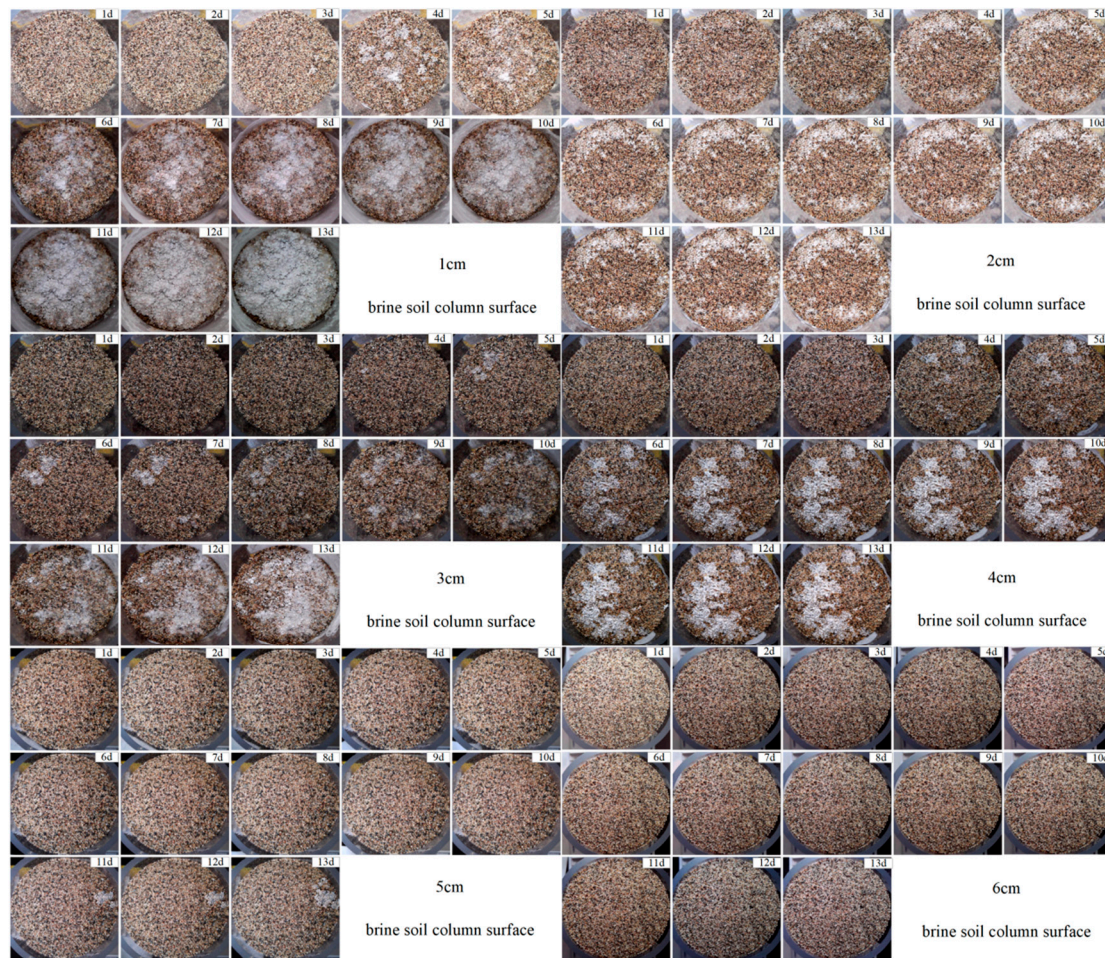 1d 2d 3d 4d 5d 1d 2d 3d 4d 5d
6d 7d 8d 9d 10d 6d 7d 8d 9d 10d
11d 12d 13d 11d 12d 13d
1cm 2cm
brine soil column surface brine soil column surface
1d 2d 3d 4d 5d 1d 2d 3d 4d 5d
6d 7d 8d 9d 10d 6d 7d 8d 9d 10d
11d 12d 13d 11d 12d 13d
3cm 4cm
brine soil column surface brine soil column surface
1d 2d 3d 4d 5d 1d 2d 3d 4d 5d
6d 7d 8d 9d 10d 6d 7d 8d 9d 10d
11d 12d 13d 11d 12d 13d
5cm 6cm
brine soil column surface brine soil column surface